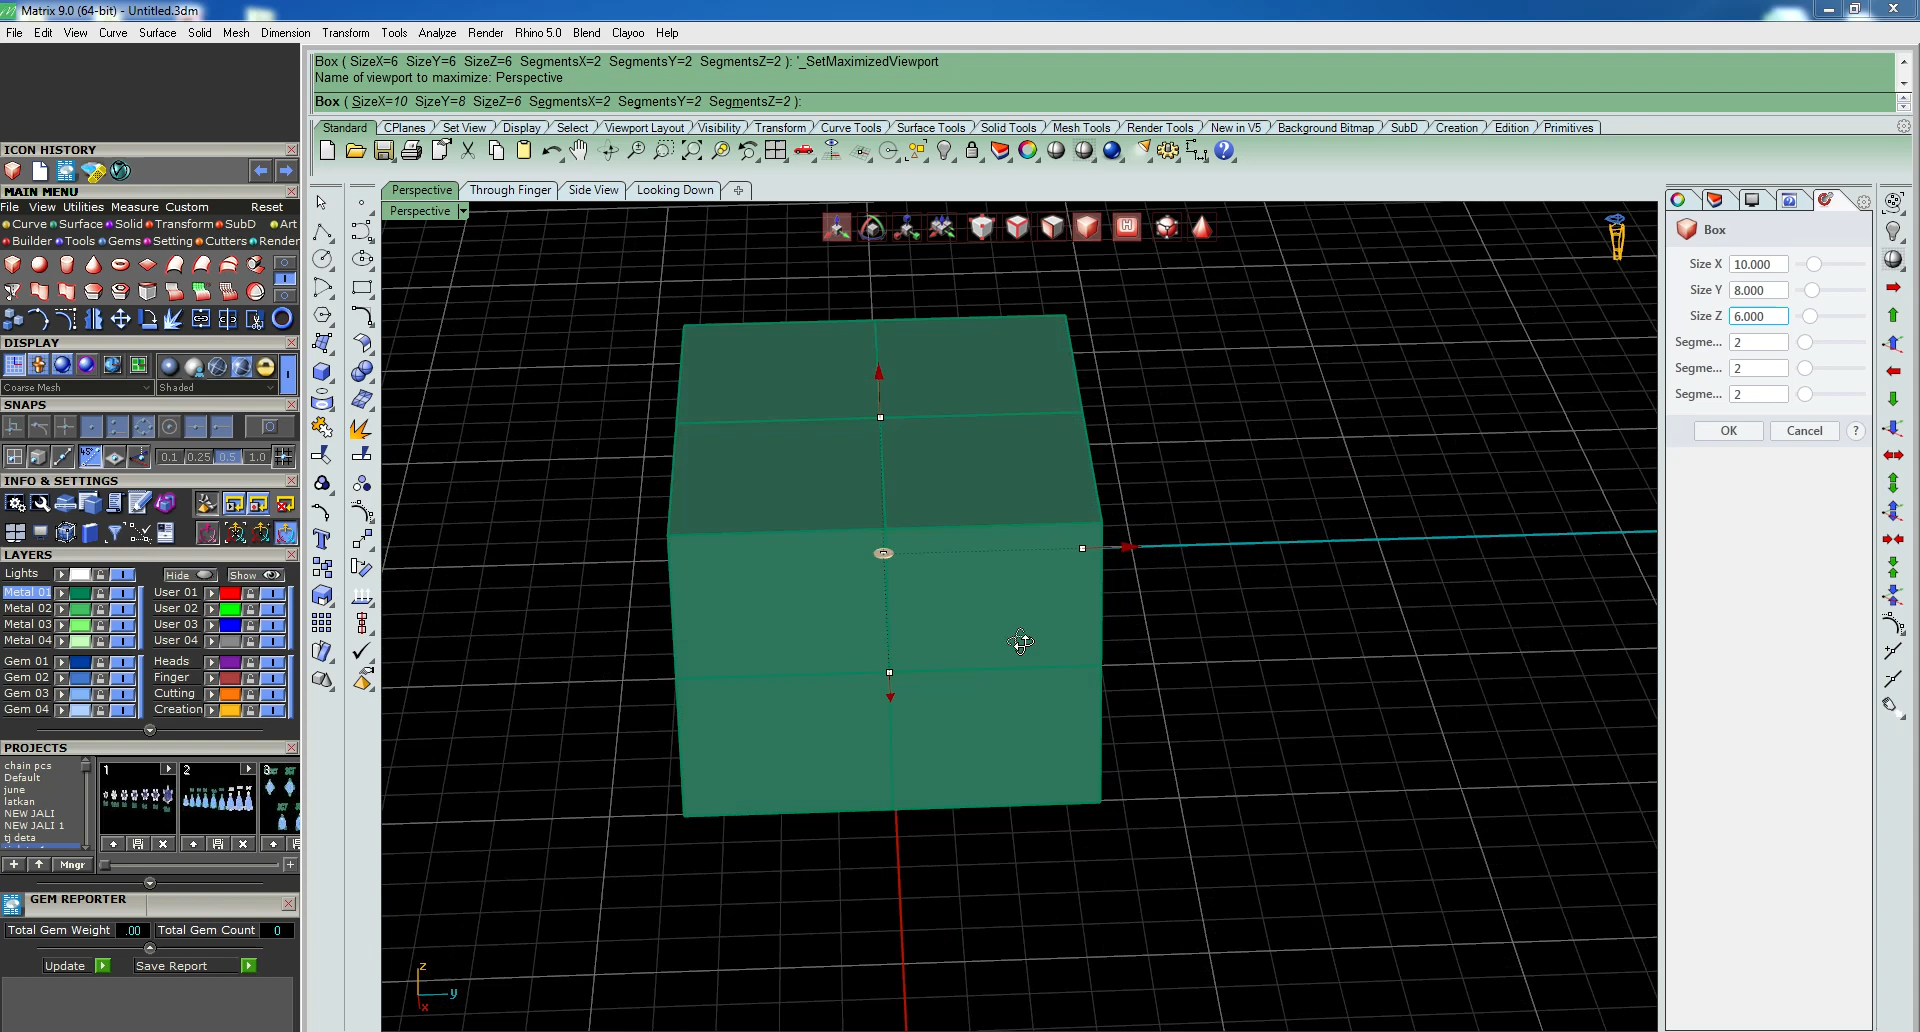 Matrix 9.0 (64-bit) - Untitled.3dm
File Edit View Curve Surface Solid Mesh Dimension Transform Tools Analyze Render Rhino 5.0 Blend Clayoo Help
Box ( SizeX=6 SizeY=6 SizeZ=6 SegmentsX=2 SegmentsY=2 SegmentsZ=2 ): '_SetMaximizedViewport
Name of viewport to maximize: Perspective
Box ( SizeX=10 SizeY=8 SizeZ=6 SegmentsX=2 SegmentsY=2 SegmentsZ=2 ):
Standard CPlanes Set View Display Select Viewport Layout Visibility Transform Curve Tools Surface Tools Solid Tools Mesh Tools Render Tools New in V5 Background Bitmap SubD Creation Edition Primitives
ICON HISTORY
MAIN MENU
File View Utilities Measure Custom Reset
Curve Surface Solid Transform SubD Art
Builder Tools Gems Setting Cutters Render
DISPLAY
Coarse Mesh Shaded
SNAPS
45°
0.1 0.25 0.5 1.0
INFO & SETTINGS
LAYERS
Lights Hide Show
Metal 01 User 01
Metal 02 User 02
Metal 03 User 03
Metal 04 User 04
Gem 01 Heads
Gem 02 Finger
Gem 03 Cutting
Gem 04 Creation
PROJECTS
chain pcs
Default
june
latkan
NEW JALI
NEW JALI 1
tj deta
1 2 3
Mngr
GEM REPORTER
Total Gem Weight .00 Total Gem Count 0
Update Save Report
Perspective Through Finger Side View Looking Down
Perspective
H
z
y
x
Box
Size X 10.000
Size Y 8.000
Size Z 6.000
Segme... 2
Segme... 2
Segme... 2
OK Cancel ?